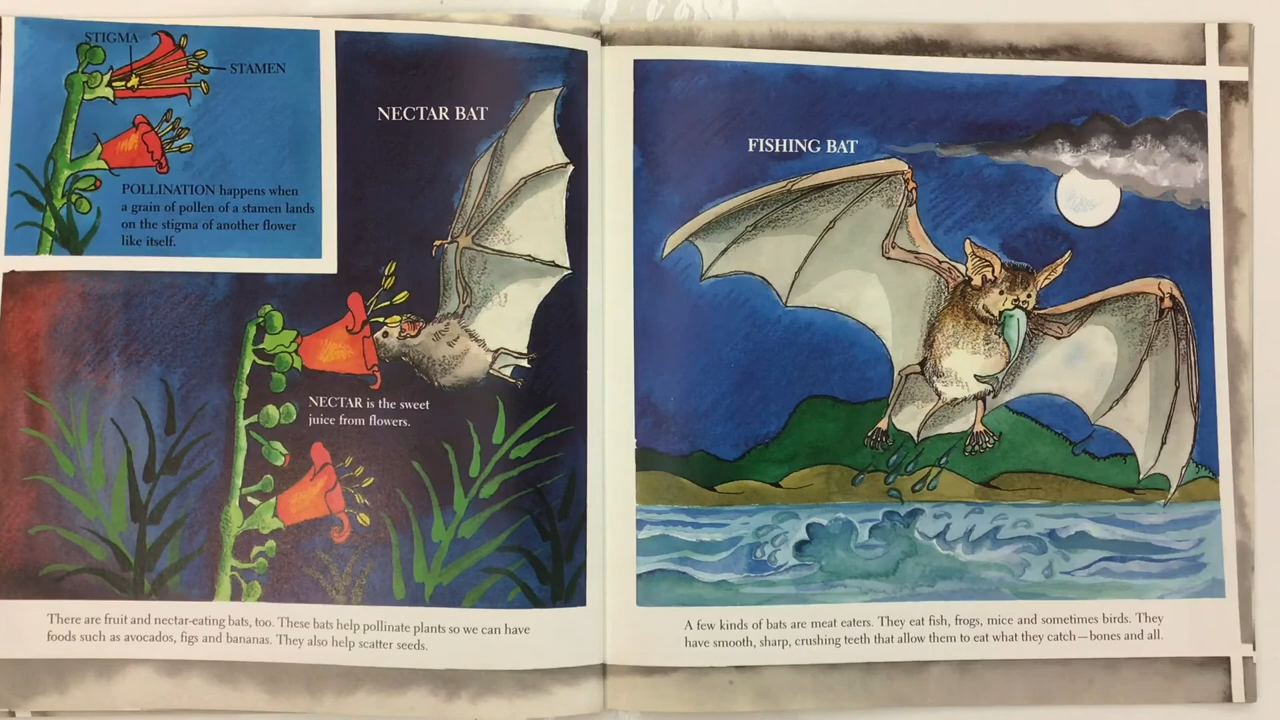 STIGMA
STAMEN
POLLINATION happens when
a grain of pollen of a stamen lands
on the stigma of another flower
like itself.
NECTAR BAT
NECTAR is the sweet
juice from flowers.
There are fruit and nectar-eating bats, too. These bats help pollinate plants so we can have
foods such as avocados, figs and bananas. They also help scatter seeds.
FISHING BAT
A few kinds of bats are meat eaters. They eat fish, frogs, mice and sometimes birds. They
have smooth, sharp, crushing teeth that allow them to eat what they catch—bones and all.